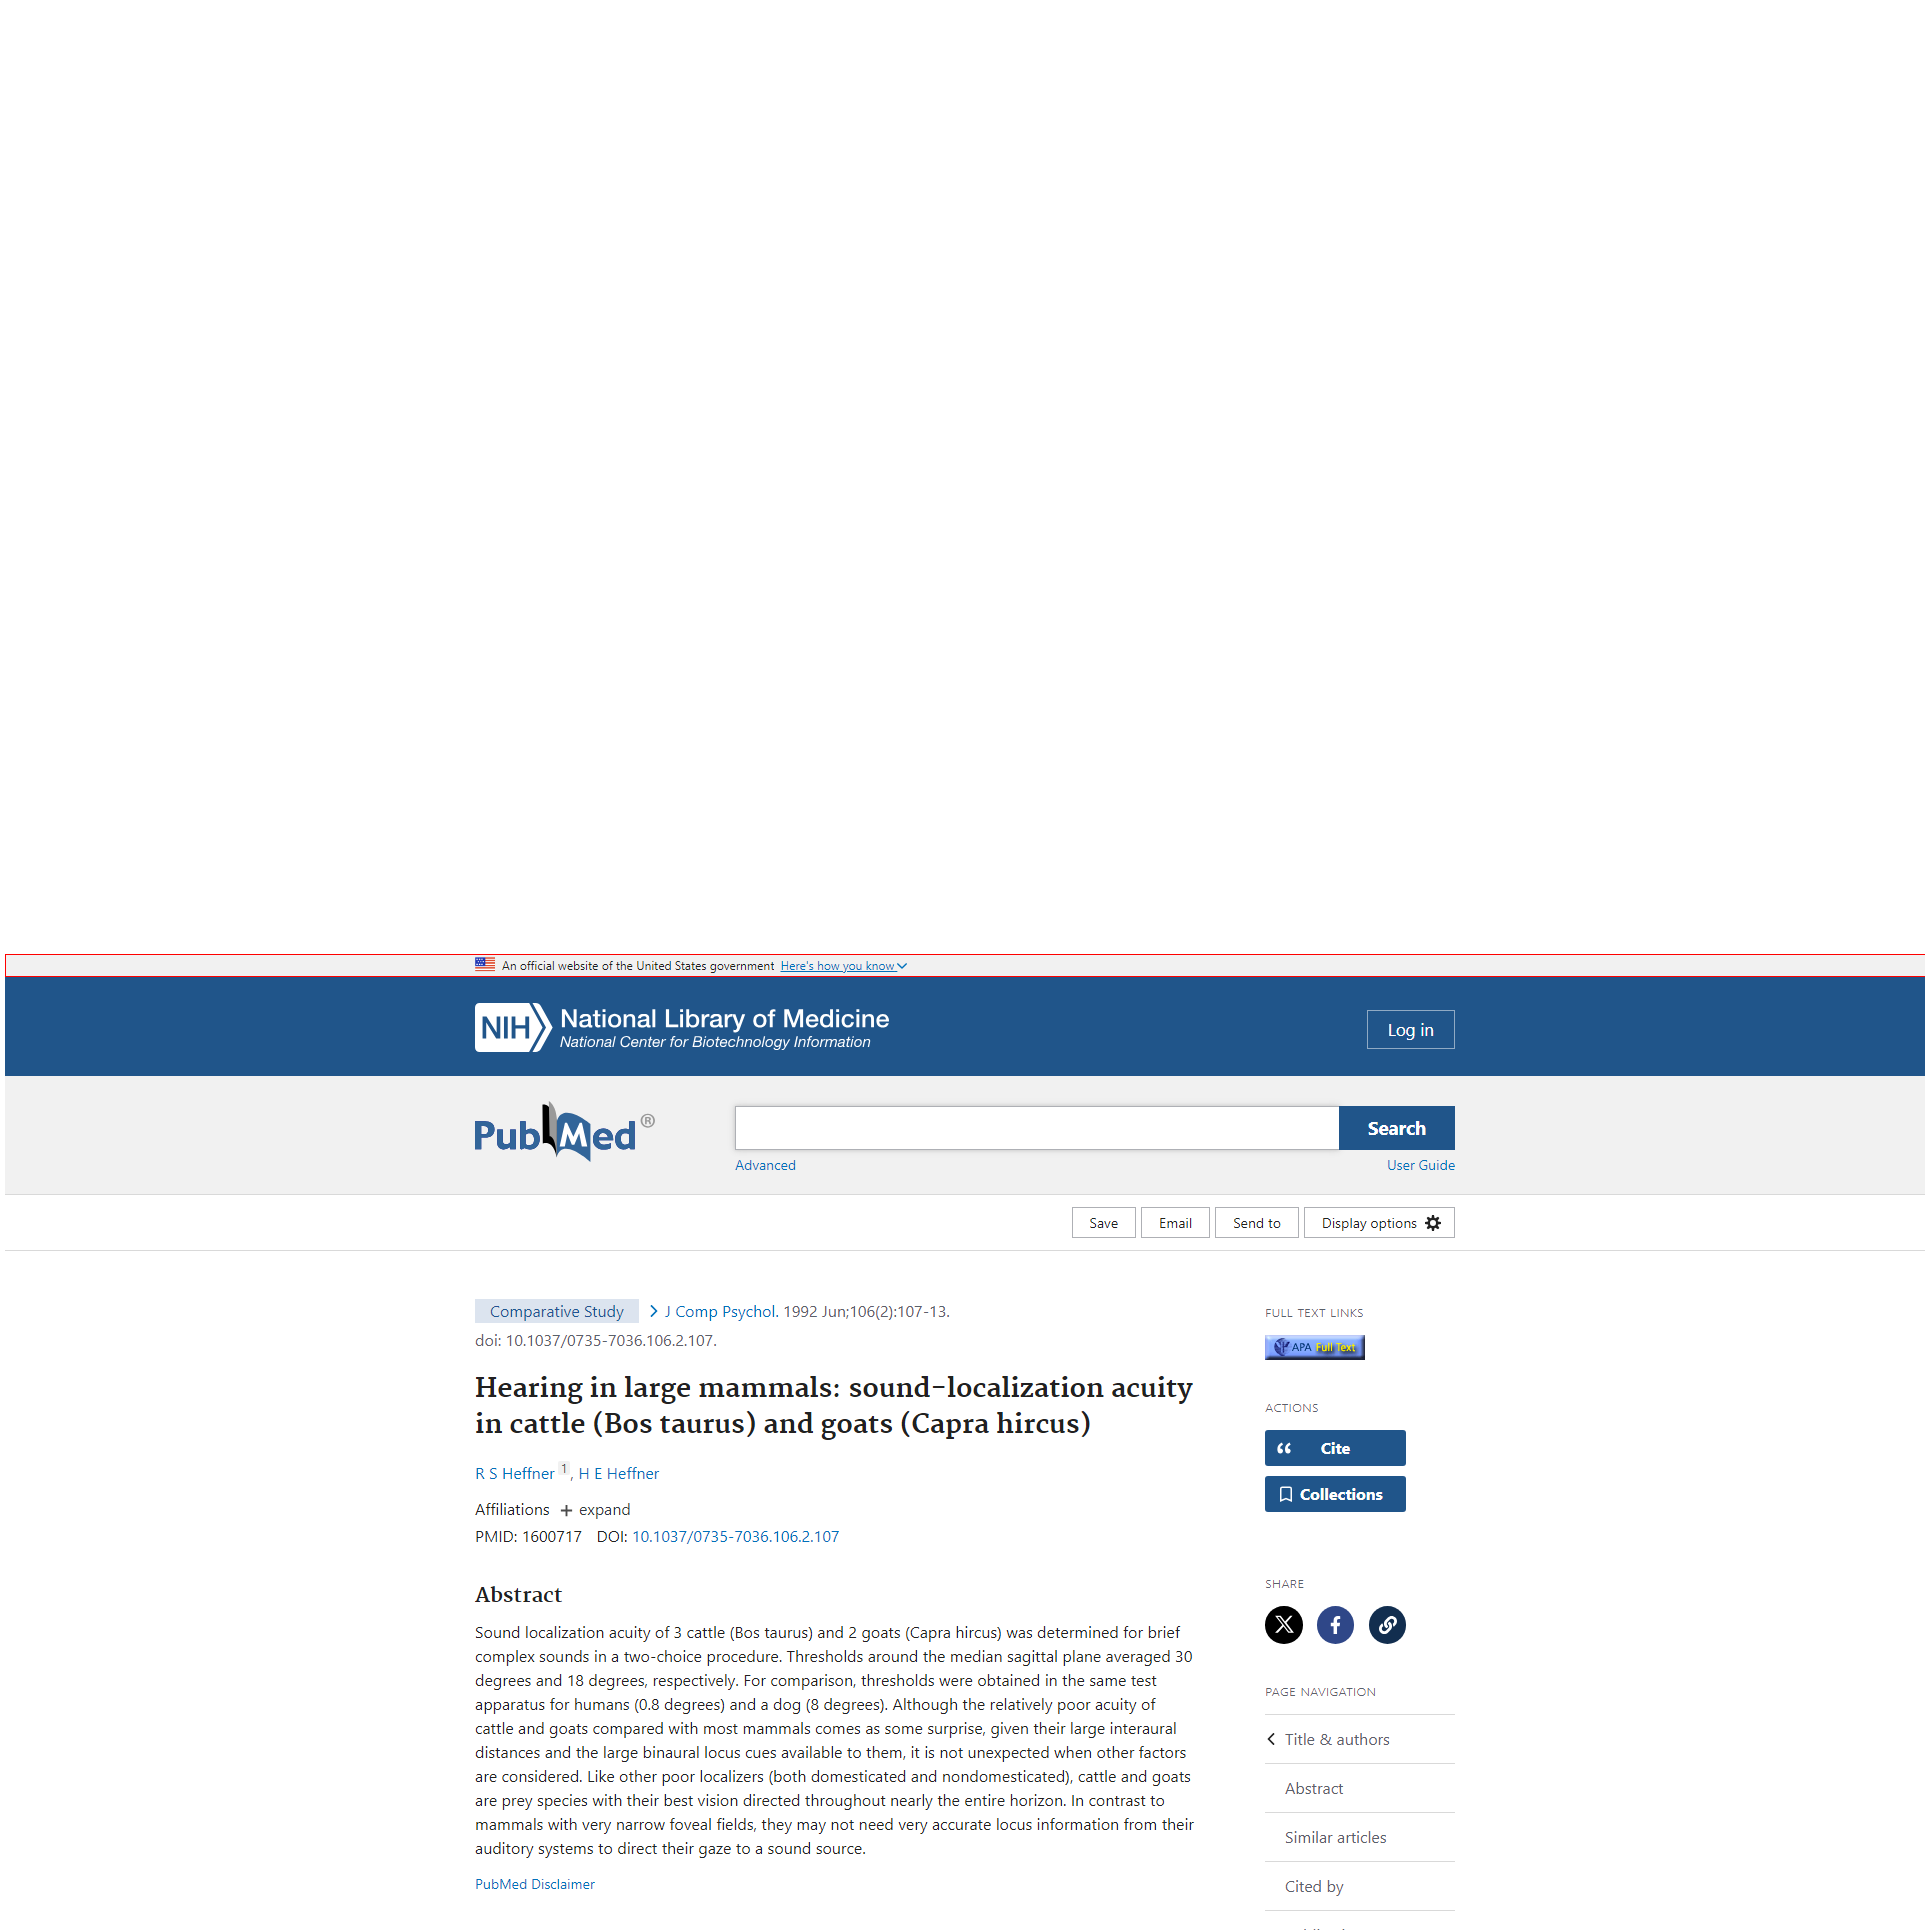 An official website of the United States government Here's how you know
NIH National Library of Medicine
National Center for Biotechnology Information
Log in
PubMed®
Search
Advanced
User Guide
Save
Email
Send to
Display options
Comparative Study
J Comp Psychol. 1992 Jun;106(2):107-13.
doi: 10.1037/0735-7036.106.2.107.
Hearing in large mammals: sound-localization acuity
in cattle (Bos taurus) and goats (Capra hircus)
R S Heffner 1, H E Heffner
Affiliations + expand
PMID: 1600717 DOI: 10.1037/0735-7036.106.2.107
Abstract
Sound localization acuity of 3 cattle (Bos taurus) and 2 goats (Capra hircus) was determined for brief
complex sounds in a two-choice procedure. Thresholds around the median sagittal plane averaged 30
degrees and 18 degrees, respectively. For comparison, thresholds were obtained in the same test
apparatus for humans (0.8 degrees) and a dog (8 degrees). Although the relatively poor acuity of
cattle and goats compared with most mammals comes as some surprise, given their large interaural
distances and the large binaural locus cues available to them, it is not unexpected when other factors
are considered. Like other poor localizers (both domesticated and nondomesticated), cattle and goats
are prey species with their best vision directed throughout nearly the entire horizon. In contrast to
mammals with very narrow foveal fields, they may not need very accurate locus information from their
auditory systems to direct their gaze to a sound source.
PubMed Disclaimer
FULL TEXT LINKS
APA Full Text
ACTIONS
Cite
Collections
SHARE
PAGE NAVIGATION
Title & authors
Abstract
Similar articles
Cited by